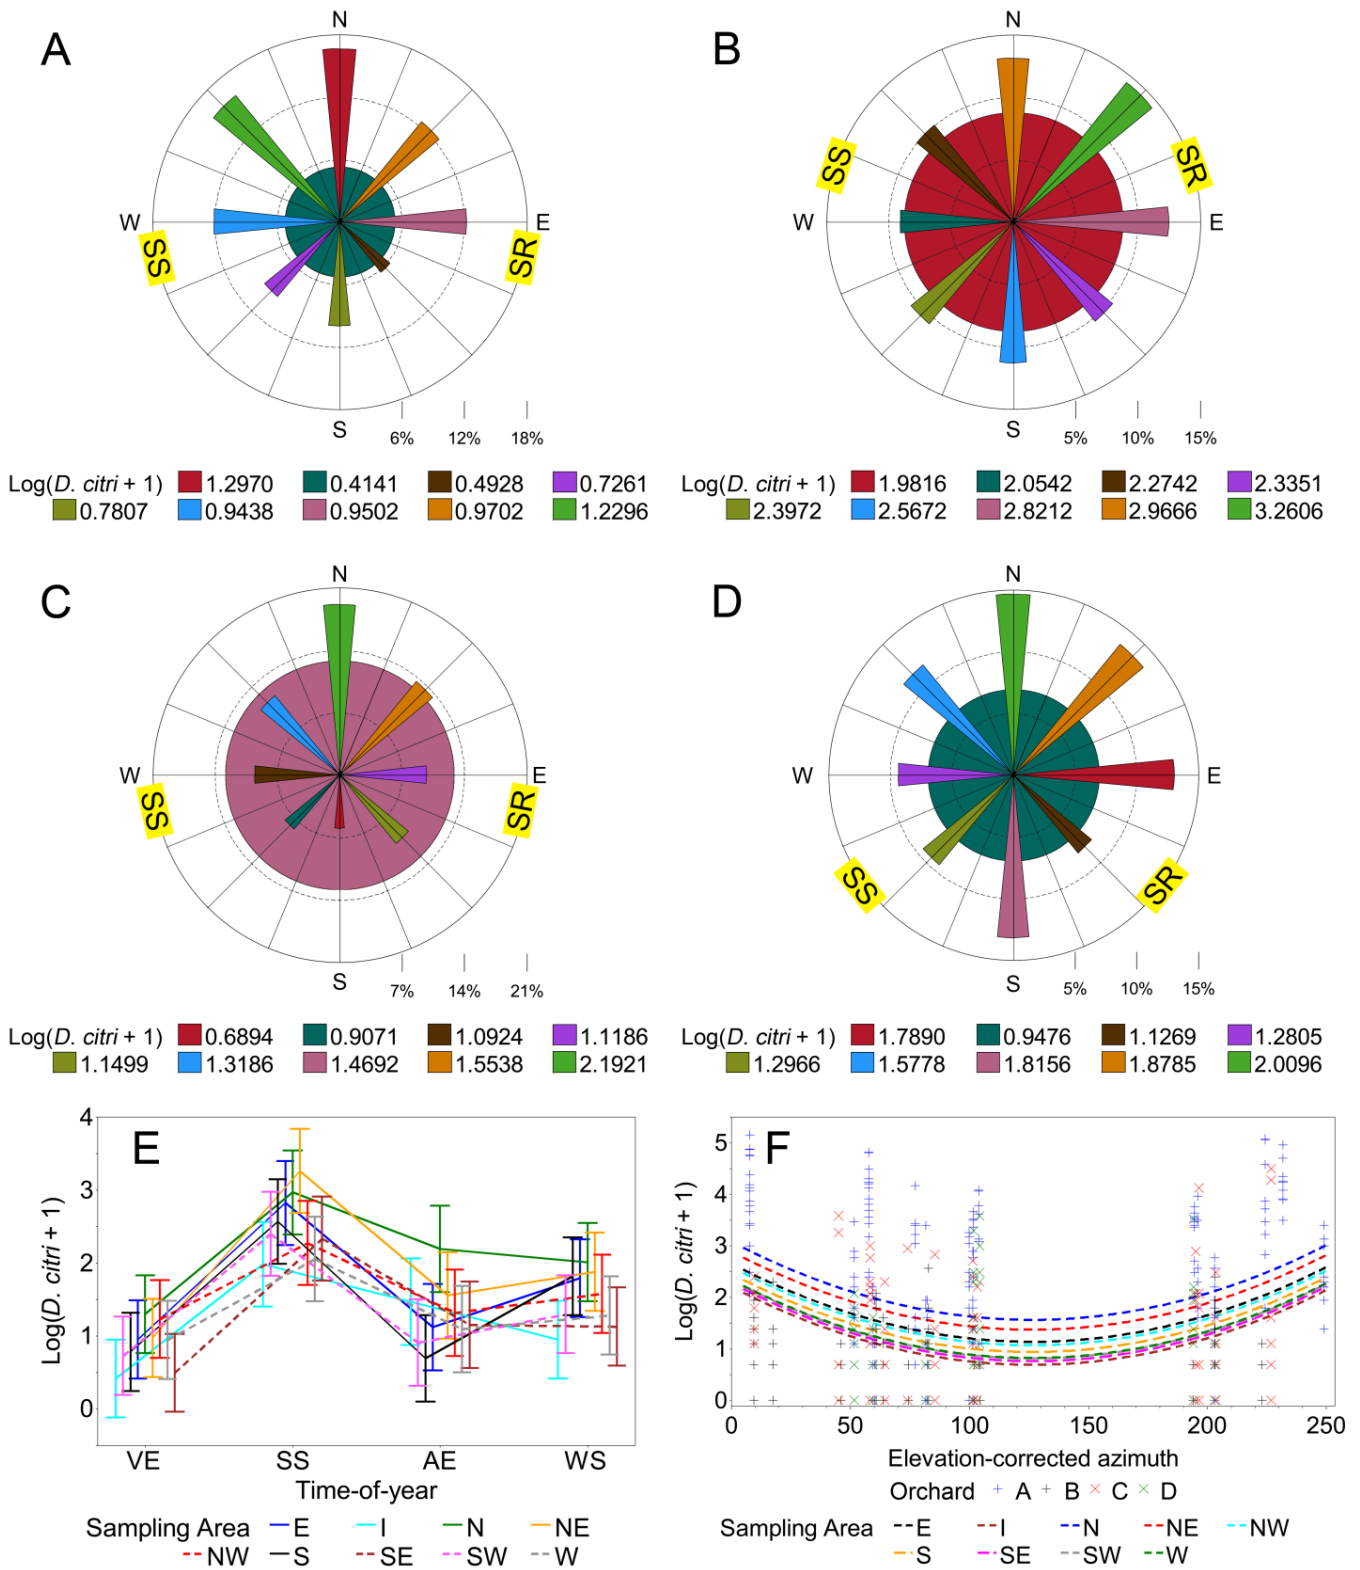 A
N
W
E
SS
SR
S
6% 12% 18%
Log(D. citri + 1) 1.2970 0.4141 0.4928 0.7261
0.7807 0.9438 0.9502 0.9702 1.2296
B
N
SS
SR
W
E
S
5% 10% 15%
Log(D. citri + 1) 1.9816 2.0542 2.2742 2.3351
2.3972 2.5672 2.8212 2.9666 3.2606
C
N
W
E
SS
SR
S
7% 14% 21%
Log(D. citri + 1) 0.6894 0.9071 1.0924 1.1186
1.1499 1.3186 1.4692 1.5538 2.1921
D
N
W
E
SS
SR
S
5% 10% 15%
Log(D. citri + 1) 1.7890 0.9476 1.1269 1.2805
1.2966 1.5778 1.8156 1.8785 2.0096
E
Log(D. citri + 1)
4
3
2
1
0
VE SS AE WS
Time-of-year
Sampling Area E I N NE
NW S SE SW W
F
Log(D. citri + 1)
5
4
3
2
1
0
0 50 100 150 200 250
Elevation-corrected azimuth
Orchard + A + B × C × D
Sampling Area E I N NE NW
S SE SW W